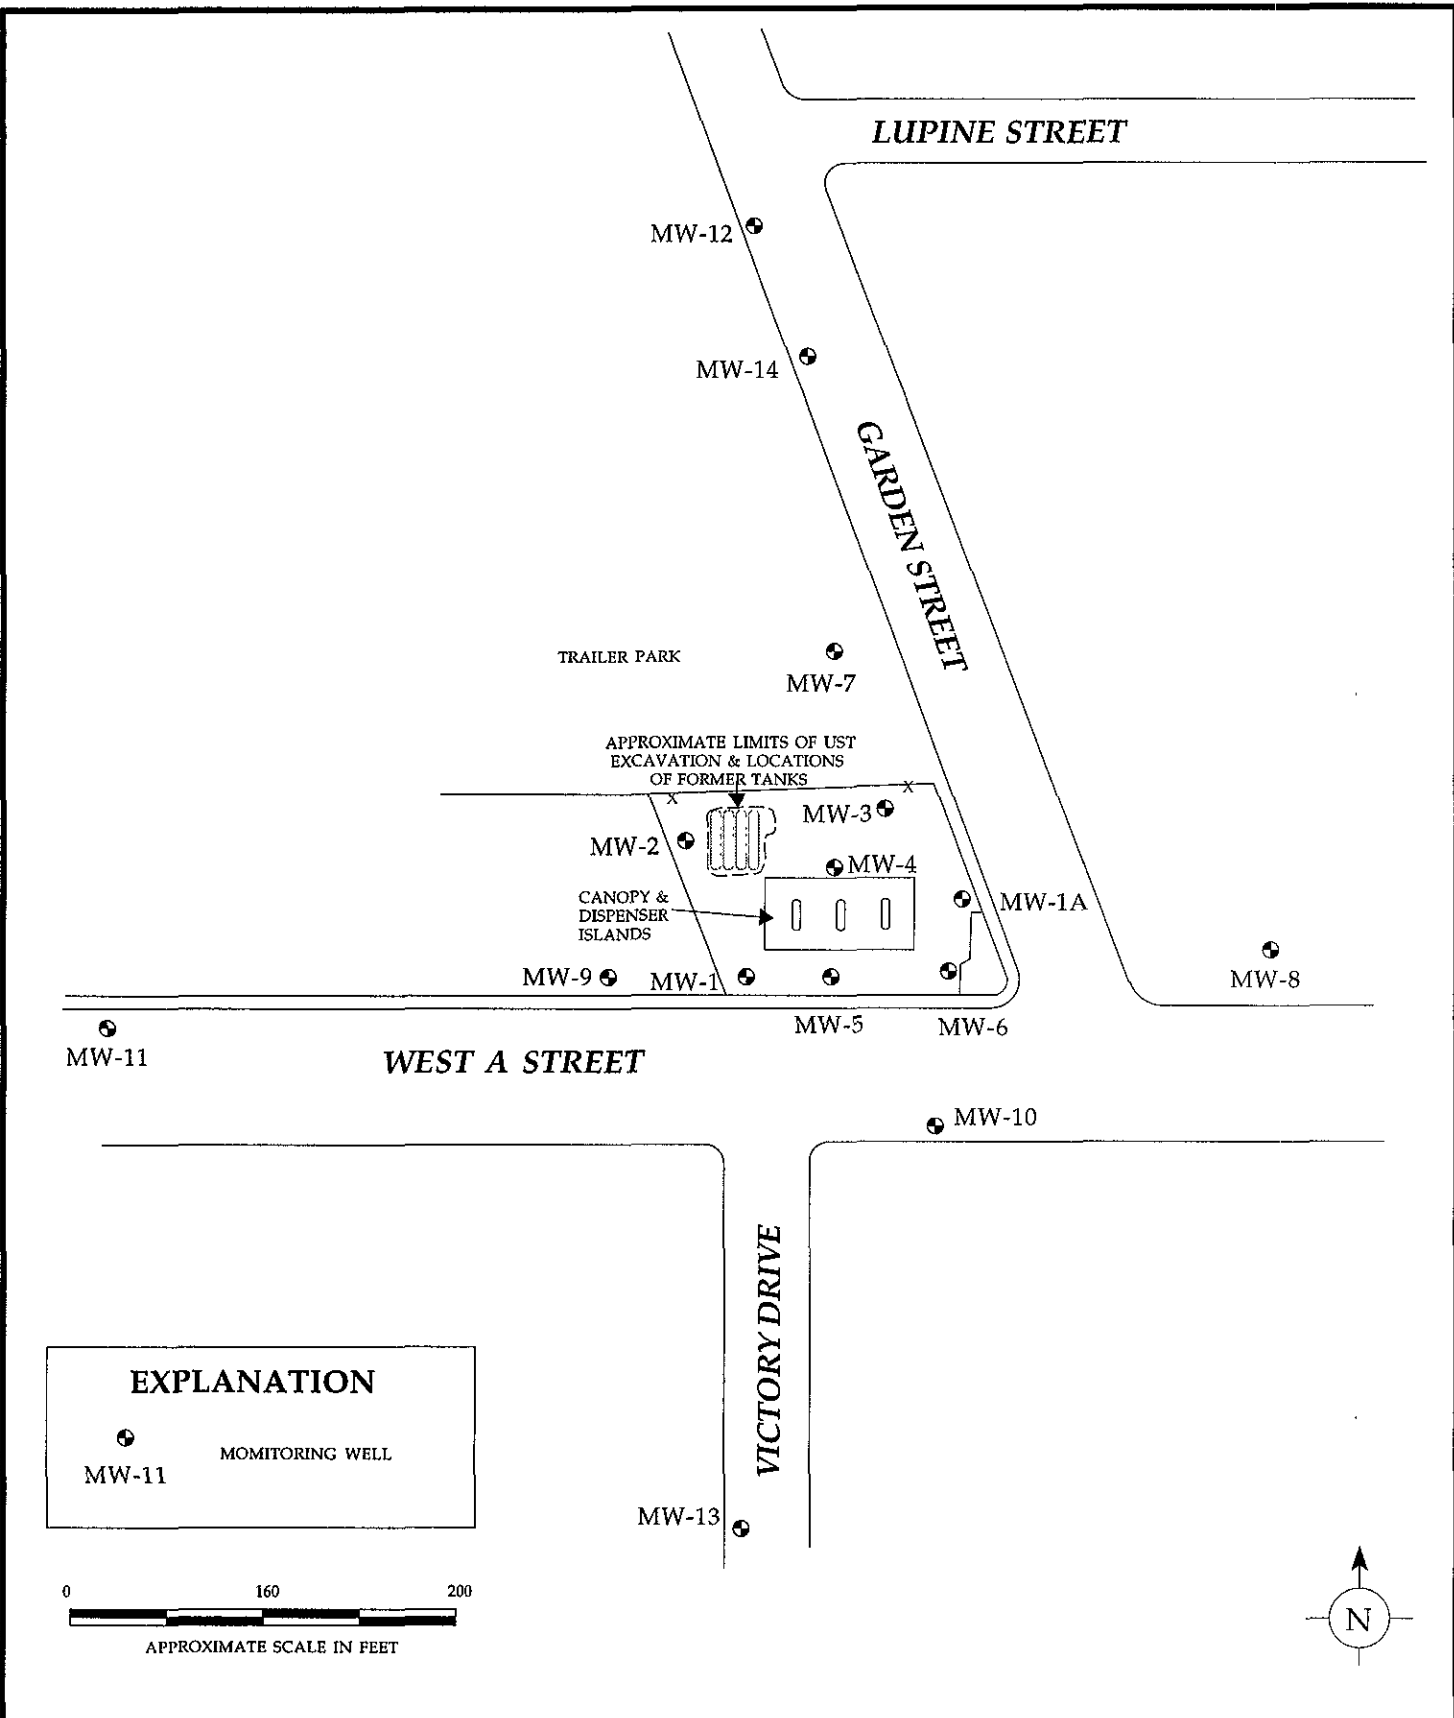 LUPINE STREET
MW-12
MW-14
GARDEN STREET
TRAILER PARK
MW-7
APPROXIMATE LIMITS OF UST
EXCAVATION & LOCATIONS
OF FORMER TANKS
X
X
MW-3
MW-2
MW-4
CANOPY &
DISPENSER
ISLANDS
MW-1A
MW-9
MW-1
MW-8
MW-5
MW-6
MW-11
WEST A STREET
MW-10
VICTORY DRIVE
EXPLANATION
MOMITORING WELL
MW-11
MW-13
0 160 200
APPROXIMATE SCALE IN FEET
N